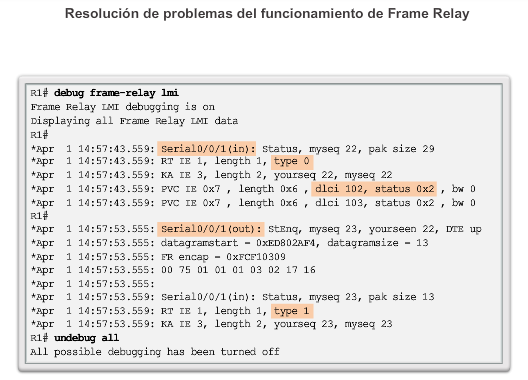 Resolución de problemas del funcionamiento de Frame Relay
R1# debug frame-relay lmi
Frame Relay LMI debugging is on
Displaying all Frame Relay LMI data
R1#
*Apr  1 14:57:43.559: Serial0/0/1(in): Status, myseq 22, pak size 29
*Apr  1 14:57:43.559: RT IE 1, length 1, type 0
*Apr  1 14:57:43.559: KA IE 3, length 2, yourseq 22, myseq 22
*Apr  1 14:57:43.559: PVC IE 0x7 , length 0x6 , dlci 102, status 0x2 , bw 0
*Apr  1 14:57:43.559: PVC IE 0x7 , length 0x6 , dlci 103, status 0x2 , bw 0
R1#
*Apr  1 14:57:53.555: Serial0/0/1(out): StEnq, myseq 23, yourseen 22, DTE up
*Apr  1 14:57:53.555: datagramstart = 0xED802AF4, datagramsize = 13
*Apr  1 14:57:53.555: FR encap = 0xFCF10309
*Apr  1 14:57:53.555: 00 75 01 01 01 03 02 17 16
*Apr  1 14:57:53.555:
*Apr  1 14:57:53.559: Serial0/0/1(in): Status, myseq 23, pak size 13
*Apr  1 14:57:53.559: RT IE 1, length 1, type 1
*Apr  1 14:57:53.559: KA IE 3, length 2, yourseq 23, myseq 23
R1# undebug all
All possible debugging has been turned off